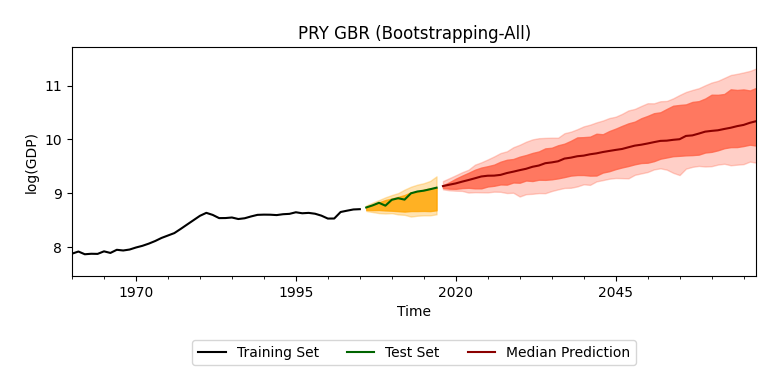 PRY GBR (Bootstrapping-All)
11
10
9
8
log(GDP)
1970 1995 2020 2045
Time
Training Set Test Set Median Prediction